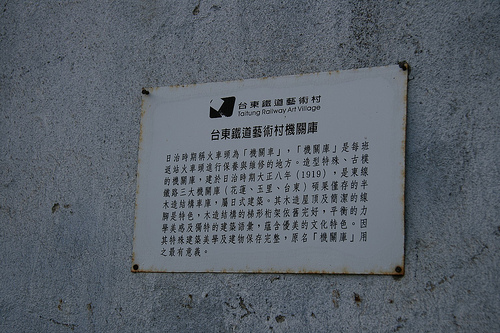 台東鐵道藝術村
Taitung Railway Art Village
台東鐵道藝術村機關庫
日治時期稱火車頭為「機關車」，「機關庫」是每班
返站火車頭進行保養與維修的地方。造型特殊、古樸
的機關庫，建於日治時期大正八年（1919），是東線
鐵路三大機關庫（花蓮、玉里、台東）碩果僅存的半
木造結構車庫，屬日式建築。其木造屋頂及簡潔的線
腳是特色，木造結構的梯形桁架依舊完好，平衡的力
學美感及獨特的建築語彙，蘊含優美的文化特色。因
其特殊建築美學及建物保存完整，原名「機關庫」用
之最有意義。